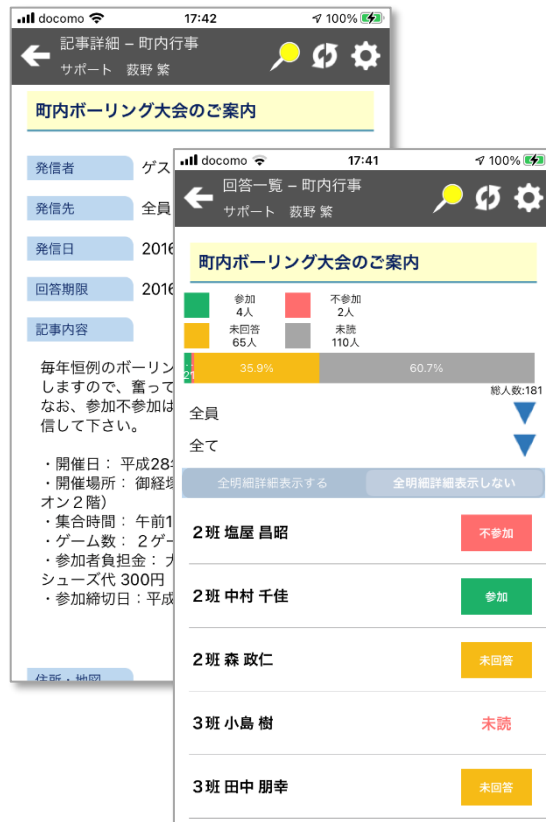 docomo 17:42 100%
記事詳細 – 町内行事
サポート 薮野 繁
町内ボーリング大会のご案内
発信者 ゲス
発信先 全員
発信日 2016
回答期限 2016
記事内容
毎年恒例のボーリン
しますので、奮って
なお、参加不参加は
信して下さい。
・開催日： 平成28
・開催場所： 御経
オン２階）
・集合時間： 午前1
・ゲーム数： ２ゲー
・参加者負担金：
シューズ代 300円
・参加締切日：平成
住所・地図
docomo 17:41 100%
回答一覧 – 町内行事
サポート 薮野 繁
町内ボーリング大会のご案内
参加 不参加
4人 2人
未回答 未読
65人 110人
35.9% 60.7%
総人数:181
全員
全て
全明細詳細表示する 全明細詳細表示しない
2班 塩屋 昌昭 不参加
2班 中村 千佳 参加
2班 森 政仁 未回答
3班 小島 樹 未読
3班 田中 朋幸 未回答